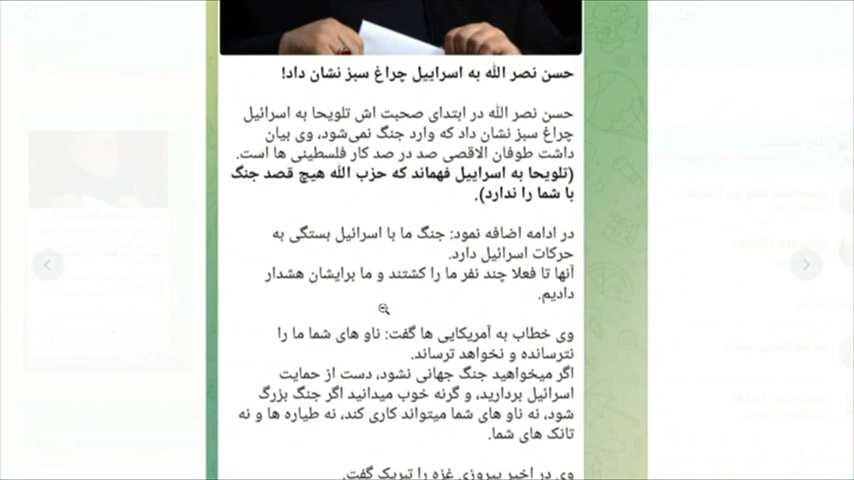 حسن نصر الله به اسراییل چراغ سبز نشان داد!
حسن نصر الله در ابتدای صحبت اش تلویحا به اسرائیل
چراغ سبز نشان داد که وارد جنگ نمی‌شود، وی بیان
داشت طوفان الاقصی صد در صد کار فلسطینی ها است.
(تلویحا به اسراییل فهماند که حزب الله هیچ قصد جنگ
با شما را ندارد).
در ادامه اضافه نمود: جنگ ما با اسرائیل بستگی به
حرکات اسرائیل دارد.
آنها تا فعلا چند نفر ما را کشتند و ما برایشان هشدار
دادیم.
وی خطاب به آمریکایی ها گفت: ناو های شما ما را
نترسانده و نخواهد ترساند.
اگر میخواهید جنگ جهانی نشود، دست از حمایت
اسرائیل بردارید، و گرنه خوب میدانید اگر جنگ بزرگ
شود، نه ناو های شما میتواند کاری کند، نه طیاره ها و نه
تانک های شما.
وی در اخیر پیروزی غزه را تبریک گفت.